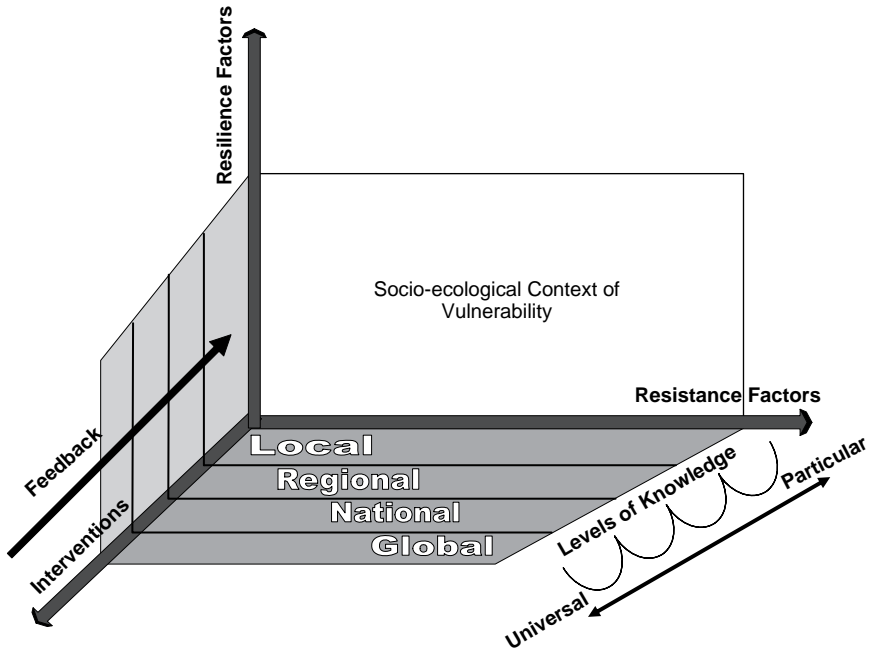 Resilience Factors
Socio-ecological Context of
Vulnerability
Resistance Factors
Local
Regional
National
Global
Feedback
Interventions
Levels of Knowledge
Particular
Universal